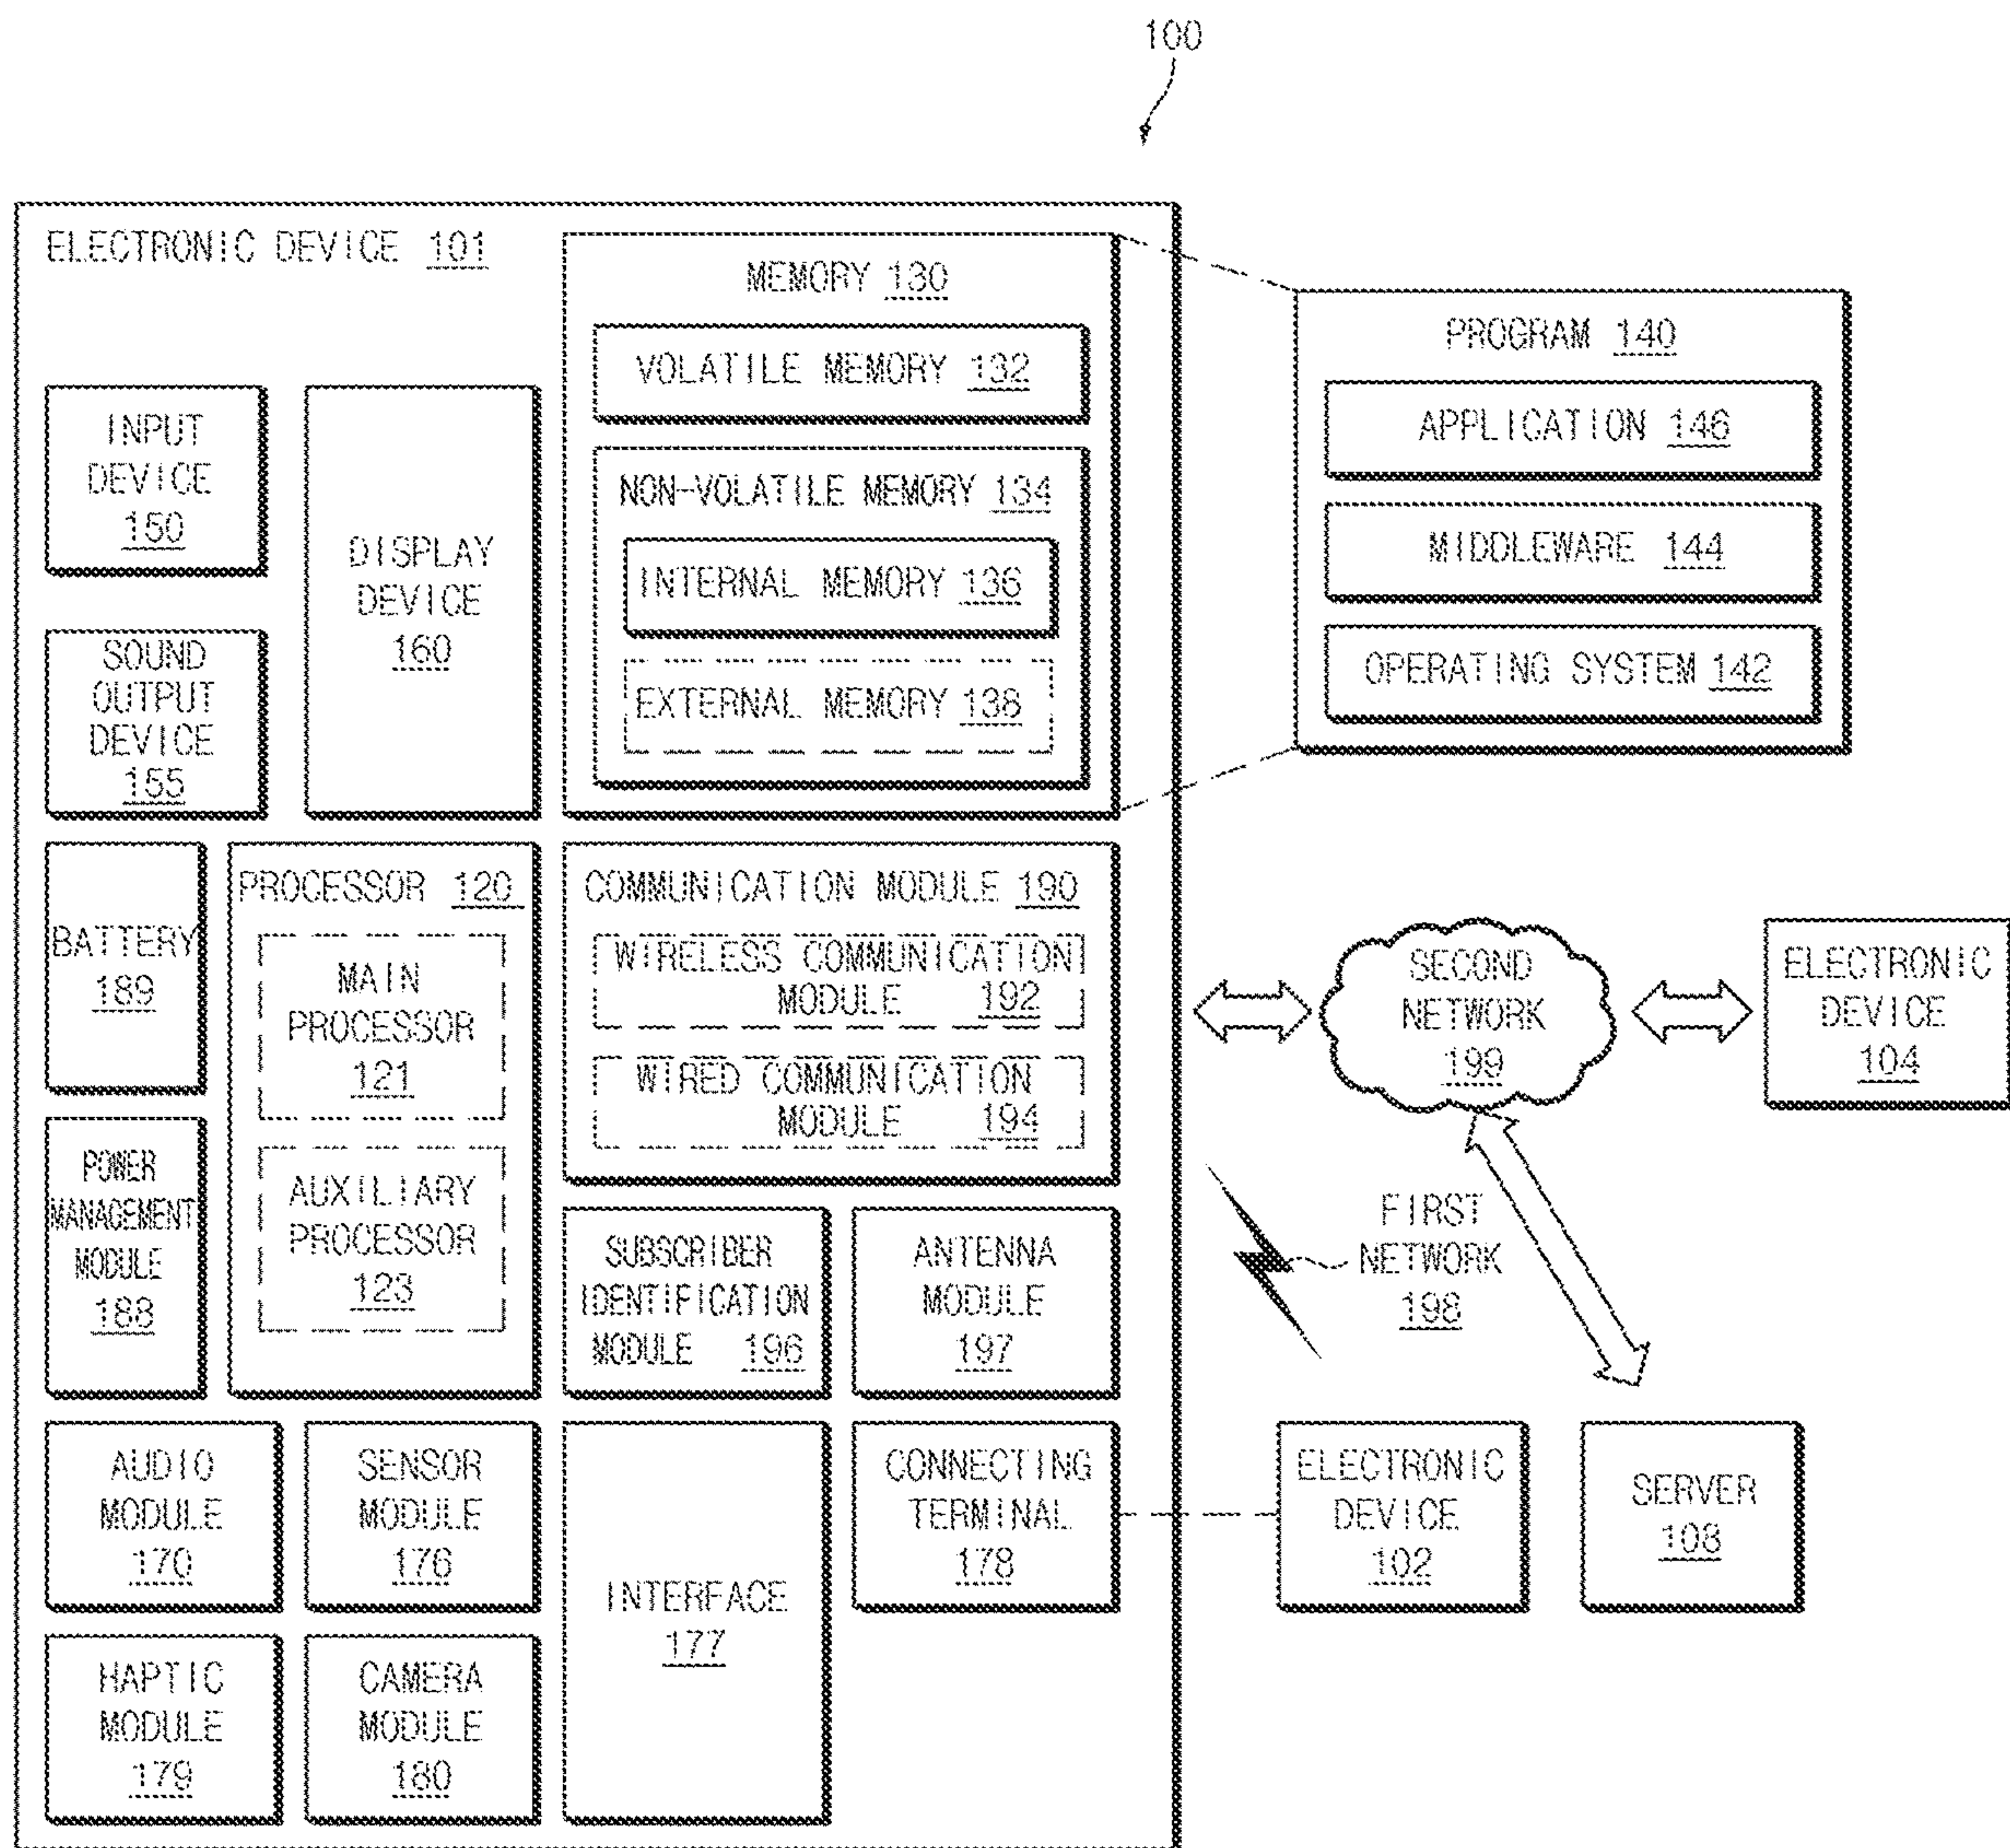 100
ELECTRONIC DEVICE 101
MEMORY 130
VOLATILE MEMORY 132
NON-VOLATILE MEMORY 134
INTERNAL MEMORY 136
EXTERNAL MEMORY 138
PROGRAM 140
APPLICATION 146
MIDDLEWARE 144
OPERATING SYSTEM 142
INPUT
DEVICE
150
SOUND
OUTPUT
DEVICE
155
DISPLAY
DEVICE
160
BATTERY
189
POWER
MANAGEMENT
MODULE
188
PROCESSOR 120
MAIN
PROCESSOR
121
AUXILIARY
PROCESSOR
123
COMMUNICATION MODULE 190
WIRELESS COMMUNICATION
MODULE 192
WIRED COMMUNICATION
MODULE 194
SUBSCRIBER
IDENTIFICATION
MODULE 196
ANTENNA
MODULE
197
SECOND
NETWORK
199
ELECTRONIC
DEVICE
104
FIRST
NETWORK
198
AUDIO
MODULE
170
SENSOR
MODULE
176
INTERFACE
177
CONNECTING
TERMINAL
178
ELECTRONIC
DEVICE
102
SERVER
108
HAPTIC
MODULE
179
CAMERA
MODULE
180